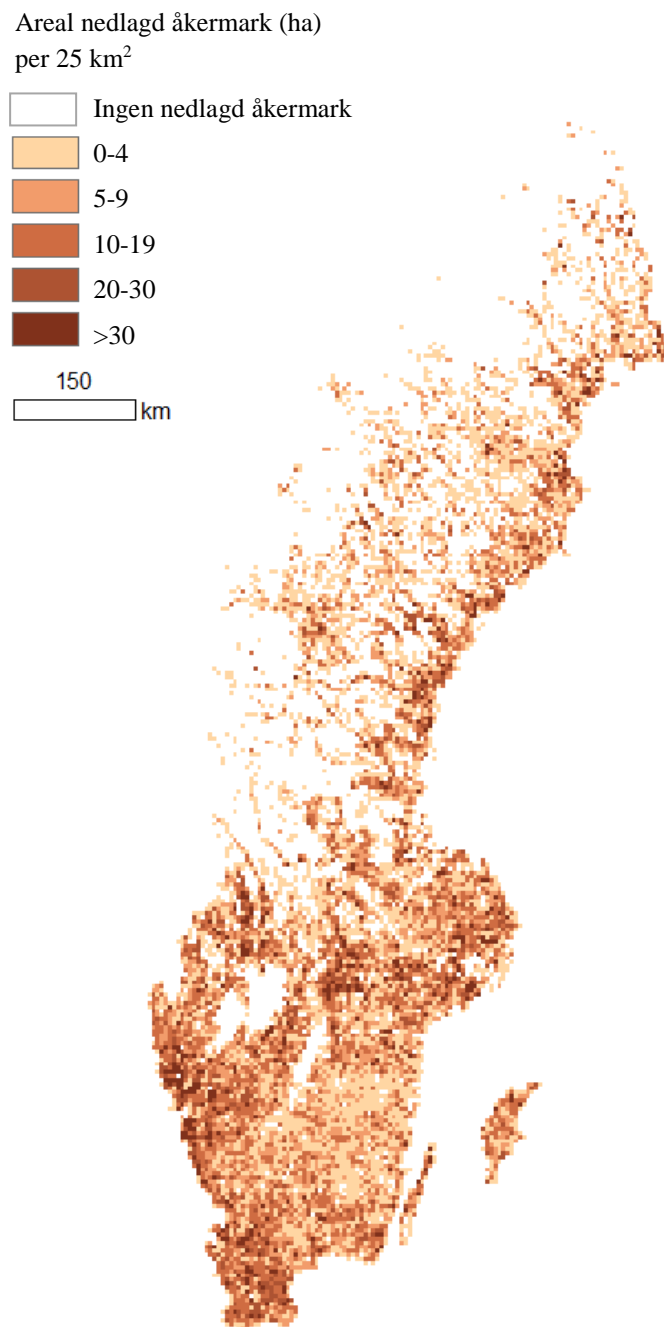 Areal nedlagd åkermark (ha)
per 25 km²
Ingen nedlagd åkermark
0-4
5-9
10-19
20-30
>30
150
km